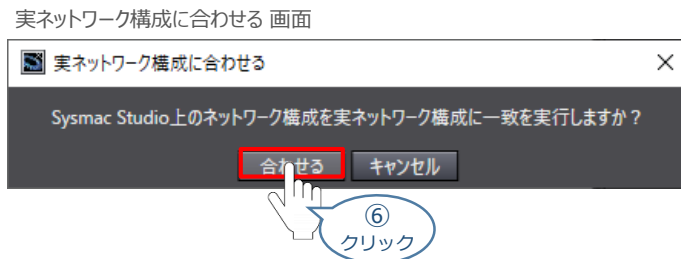 実ネットワーク構成に合わせる 画面
実ネットワーク構成に合わせる
Sysmac Studio上のネットワーク構成を実ネットワーク構成に一致を実行しますか？
合わせる キャンセル
⑥
クリック